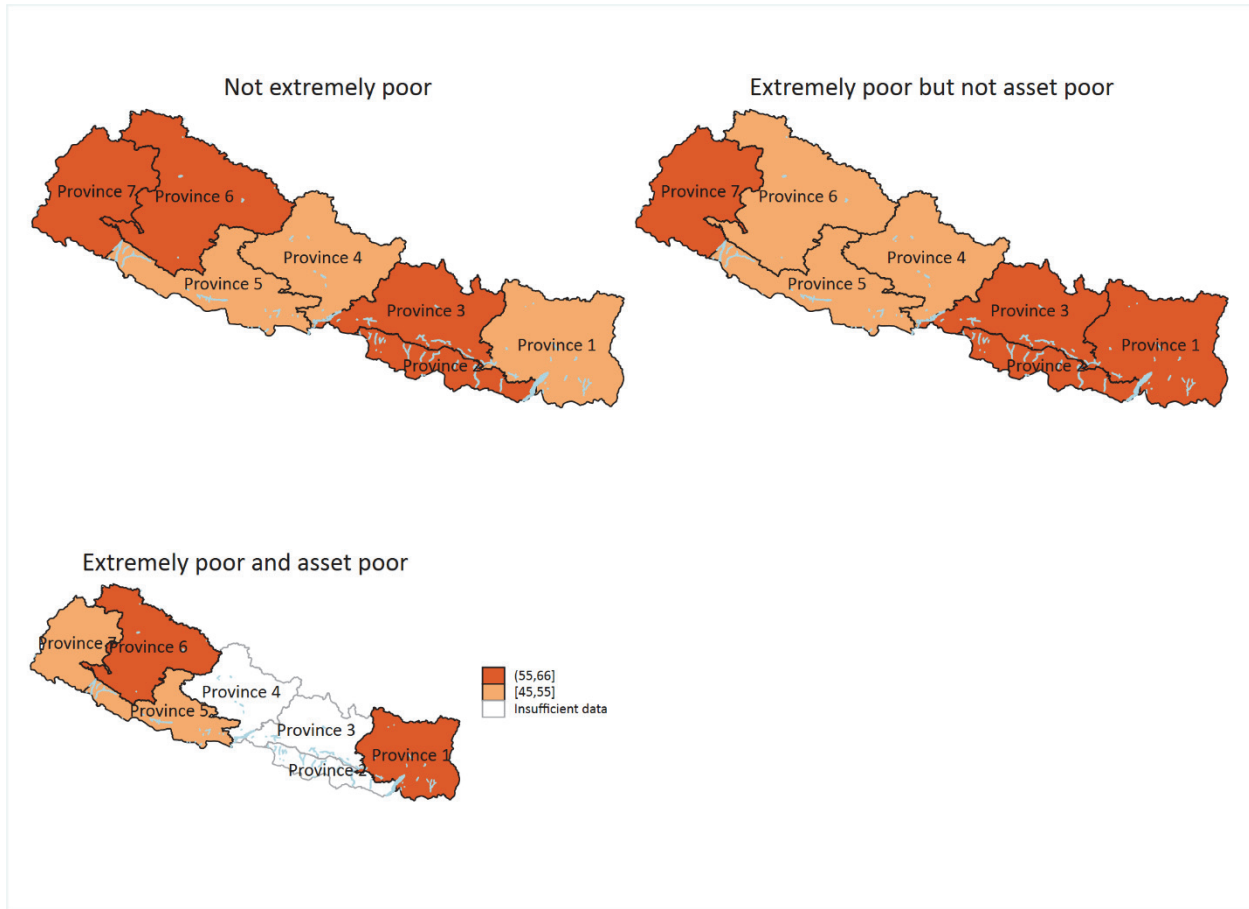 Not extremely poor
Province 7
Province 6
Province 4
Province 5
Province 3
Province 1
Province 2
Extremely poor but not asset poor
Province 7
Province 6
Province 4
Province 5
Province 3
Province 1
Province 2
Extremely poor and asset poor
Province 7
Province 6
Province 4
Province 5
Province 3
Province 1
Province 2
(55,66]
[45,55]
Insufficient data